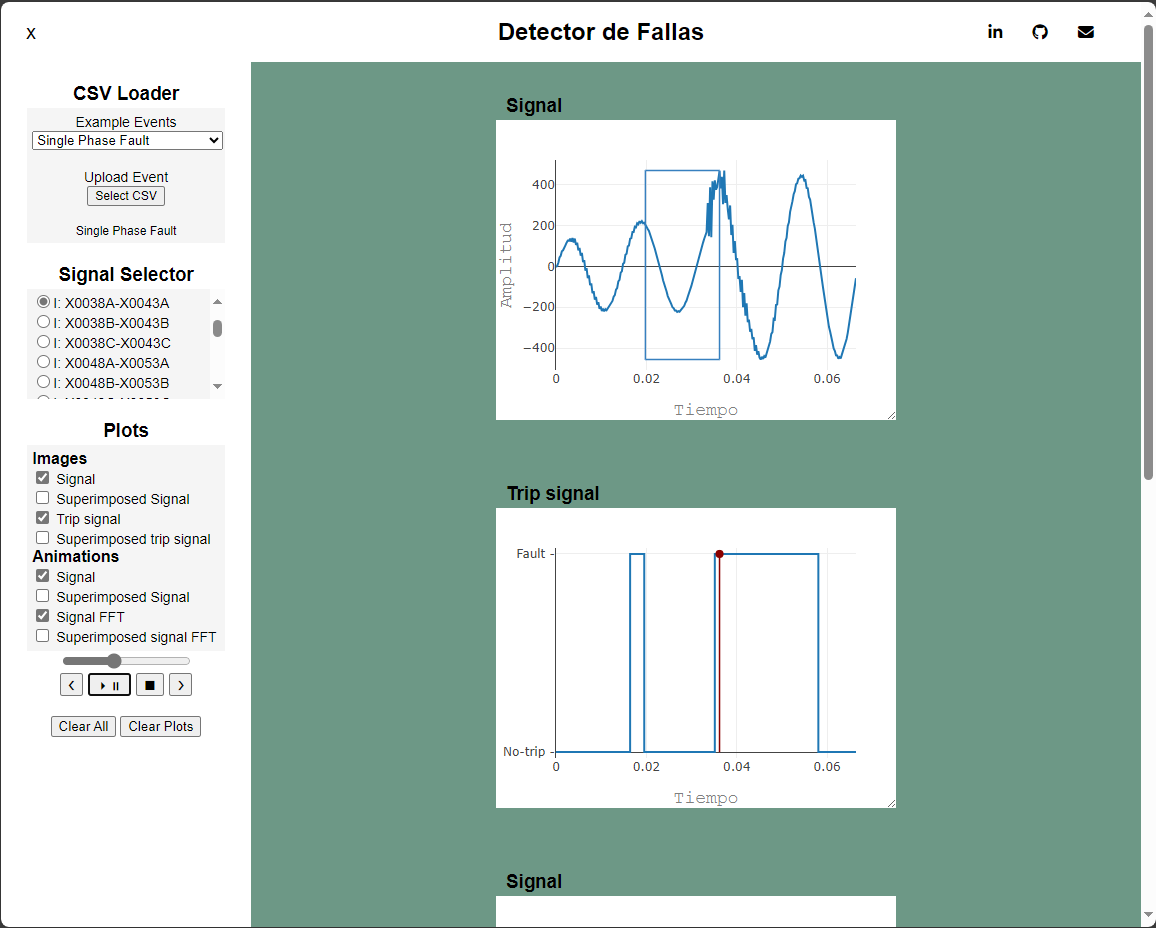 X
Detector de Fallas
CSV Loader
Example Events
Single Phase Fault
Upload Event
Select CSV
Single Phase Fault
Signal Selector
I: X0038A-X0043A
I: X0038B-X0043B
I: X0038C-X0043C
I: X0048A-X0053A
I: X0048B-X0053B
Plots
Images
Signal
Superimposed Signal
Trip signal
Superimposed trip signal
Animations
Signal
Superimposed Signal
Signal FFT
Superimposed signal FFT
Clear All
Clear Plots
Signal
400
200
0
−200
−400
Amplitud
0
0.02
0.04
0.06
Tiempo
Trip signal
Fault
No-trip
0
0.02
0.04
0.06
Tiempo
Signal